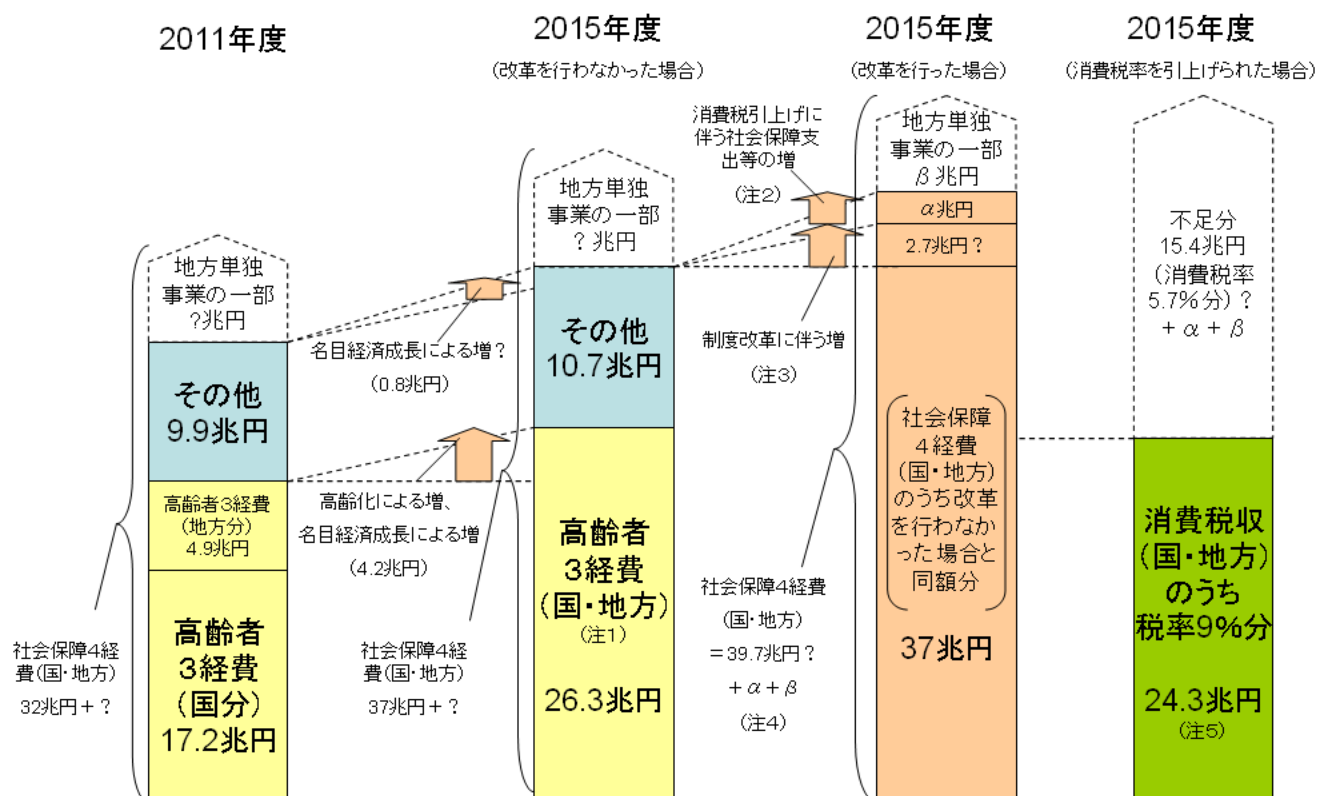 2011年度
地方単独
事業の一部
?兆円
その他
9.9兆円
高齢者3経費
(地方分)
4.9兆円
高齢者
3経費
(国分)
17.2兆円
社会保障4経
費(国・地方)
32兆円+?
名目経済成長による増?
(0.8兆円)
高齢化による増、
名目経済成長による増
(4.2兆円)
2015年度
(改革を行わなかった場合)
地方単独
事業の一部
?兆円
その他
10.7兆円
高齢者
3経費
(国・地方)
(注1)
26.3兆円
社会保障4経
費(国・地方)
37兆円+?
消費税引上げに
伴う社会保障支
出等の増
(注2)
制度改革に伴う増
(注3)
2015年度
(改革を行った場合)
地方単独
事業の一部
β兆円
α兆円
2.7兆円?
社会保障
4経費
(国・地方)
のうち改革
を行わなか
った場合と
同額分
37兆円
社会保障4経費
(国・地方)
=39.7兆円?
+α+β
(注4)
2015年度
(消費税率を引上げられた場合)
不足分
15.4兆円
(消費税率
5.7%分)?
+α+β
消費税収
(国・地方)
のうち
税率9%分
24.3兆円
(注5)